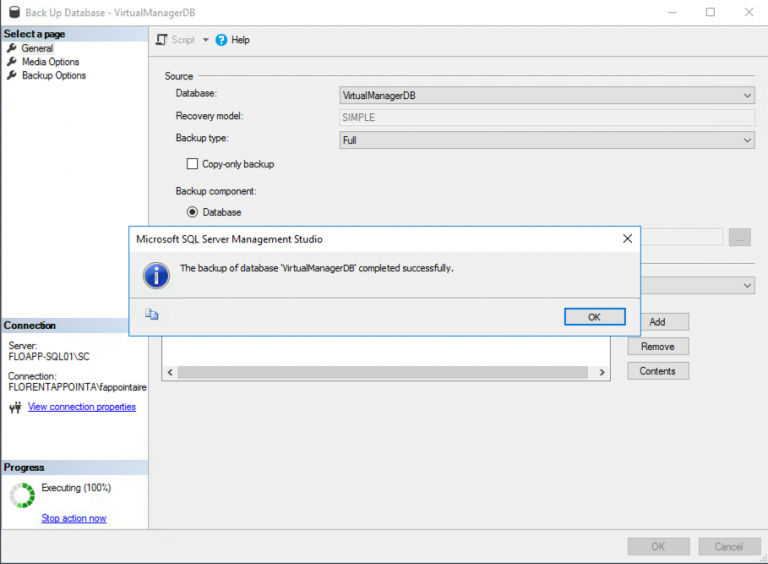 Back Up Database - VirtualManagerDB
Select a page
General
Media Options
Backup Options
Script
Help
Source
Database:
VirtualManagerDB
Recovery model:
SIMPLE
Backup type:
Full
Copy-only backup
Backup component:
Database
...
Microsoft SQL Server Management Studio
The backup of database 'VirtualManagerDB' completed successfully.
OK
Add
Remove
Contents
Connection
Server:
FLOAPP-SQL01\SC
Connection:
FLORENTAPPOINTA\fappointaire
View connection properties
Progress
Executing (100%)
Stop action now
OK
Cancel